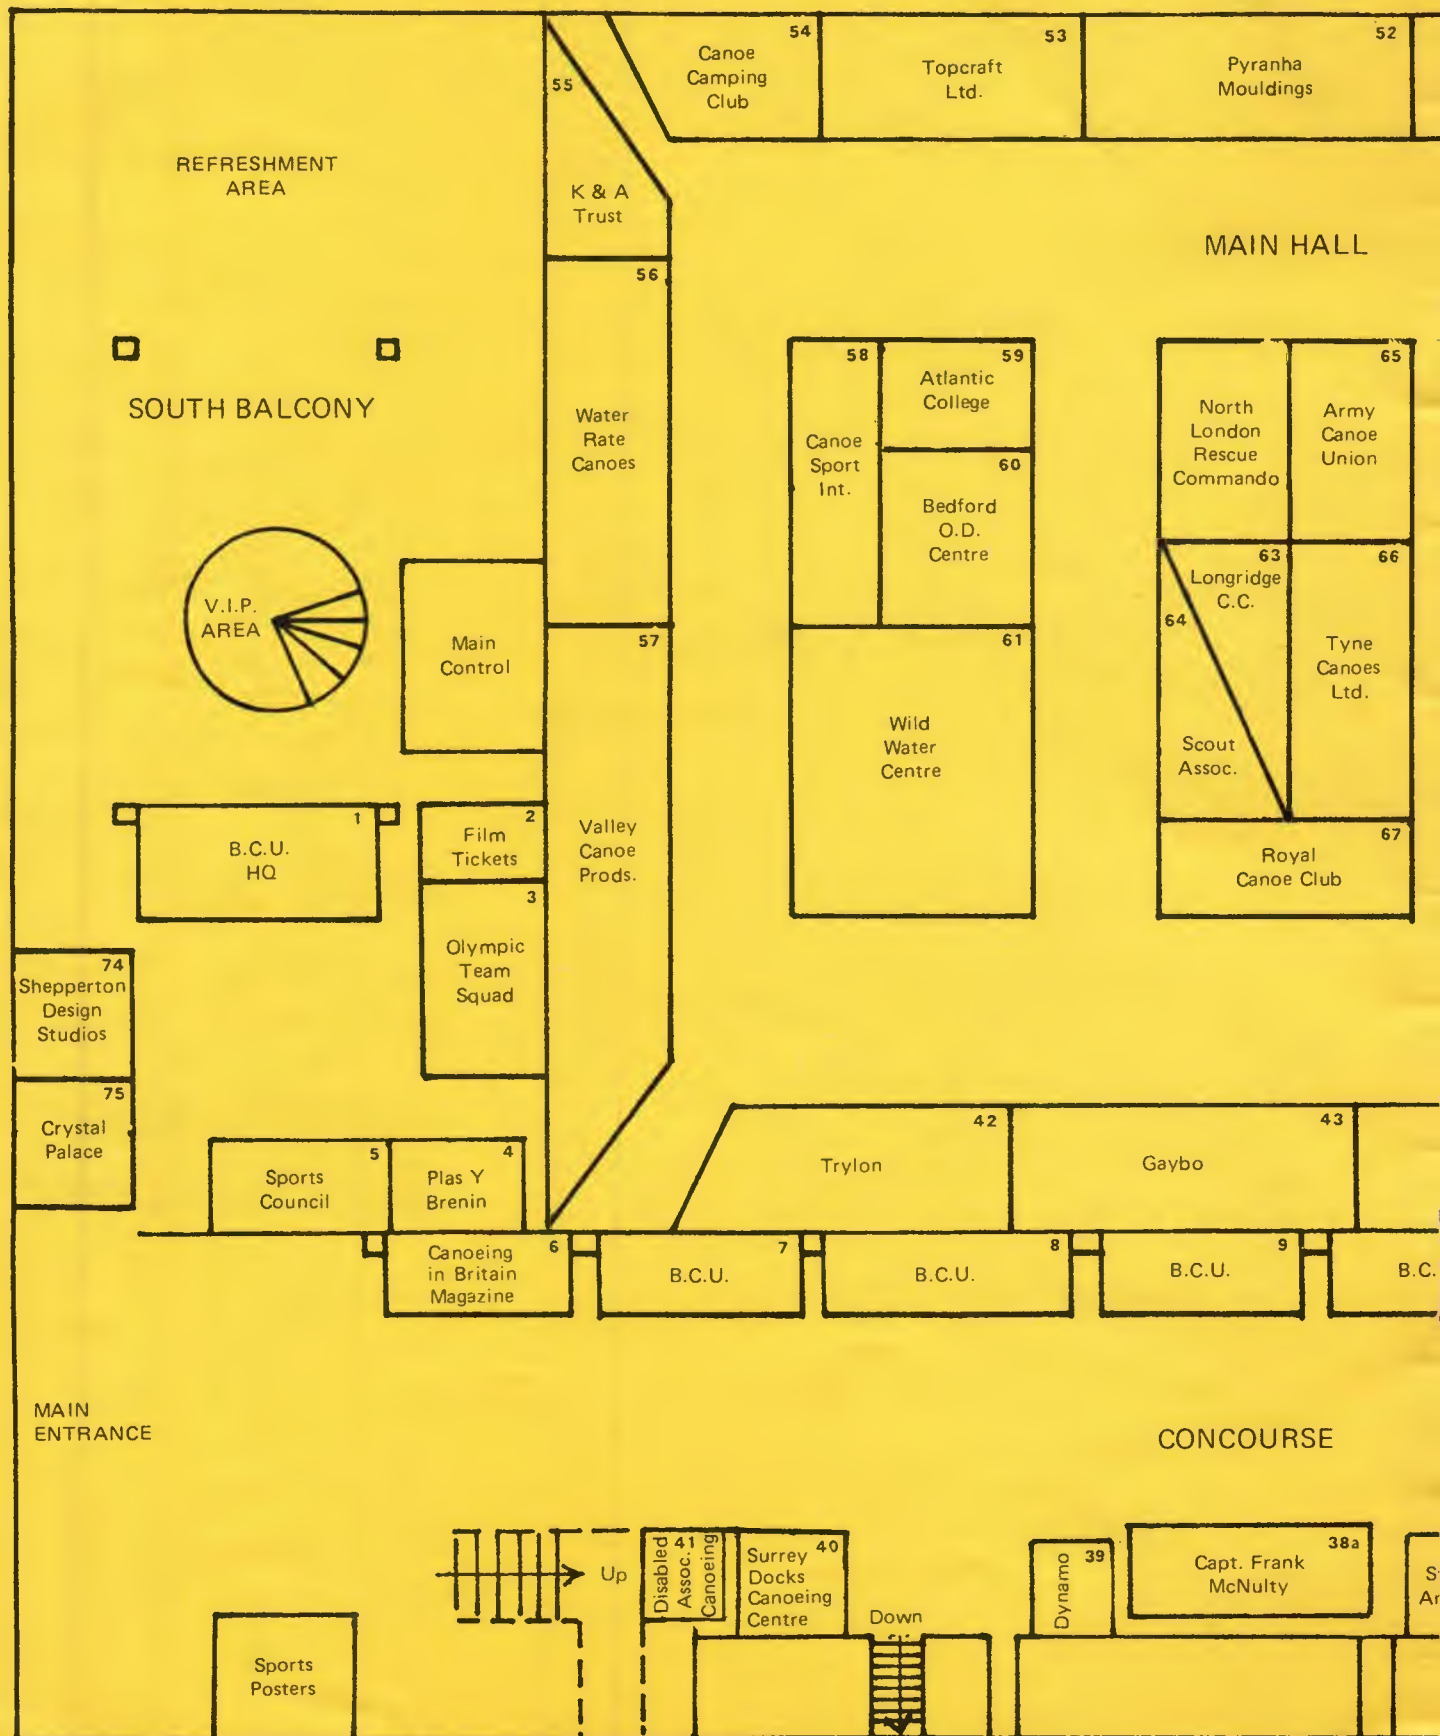 54
Canoe
Camping
Club
53
Topcraft
Ltd.
52
Pyranha
Mouldings
55
K & A
Trust
REFRESHMENT
AREA
MAIN HALL
56
Water
Rate
Canoes
SOUTH BALCONY
58
Canoe
Sport
Int.
59
Atlantic
College
60
Bedford
O.D.
Centre
North
London
Rescue
Commando
65
Army
Canoe
Union
63
Longridge
C.C.
64
Scout
Assoc.
66
Tyne
Canoes
Ltd.
V.I.P.
AREA
Main
Control
57
Valley
Canoe
Prods.
61
Wild
Water
Centre
67
Royal
Canoe Club
1
B.C.U.
HQ
2
Film
Tickets
3
Olympic
Team
Squad
74
Shepperton
Design
Studios
75
Crystal
Palace
5
Sports
Council
4
Plas Y
Brenin
42
Trylon
43
Gaybo
6
Canoeing
in Britain
Magazine
7
B.C.U.
8
B.C.U.
9
B.C.U.
B.C.
MAIN
ENTRANCE
CONCOURSE
Up
41
Disabled
Assoc.
Canoeing
40
Surrey
Docks
Canoeing
Centre
Down
39
Dynamo
38a
Capt. Frank
McNulty
Sports
Posters